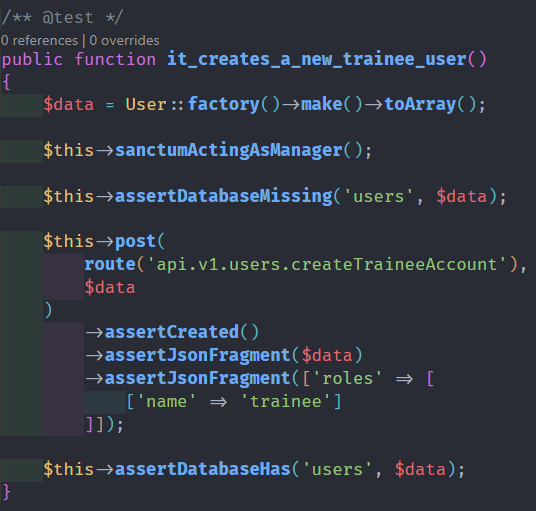 /** @test */
0 references | 0 overrides
public function it_creates_a_new_trainee_user()
{
    $data = User::factory()->make()->toArray();

    $this->sanctumActingAsManager();

    $this->assertDatabaseMissing('users', $data);

    $this->post(
        route('api.v1.users.createTraineeAccount'),
        $data
    )
        ->assertCreated()
        ->assertJsonFragment($data)
        ->assertJsonFragment(['roles' => [
            ['name' => 'trainee']
        ]]);

    $this->assertDatabaseHas('users', $data);
}